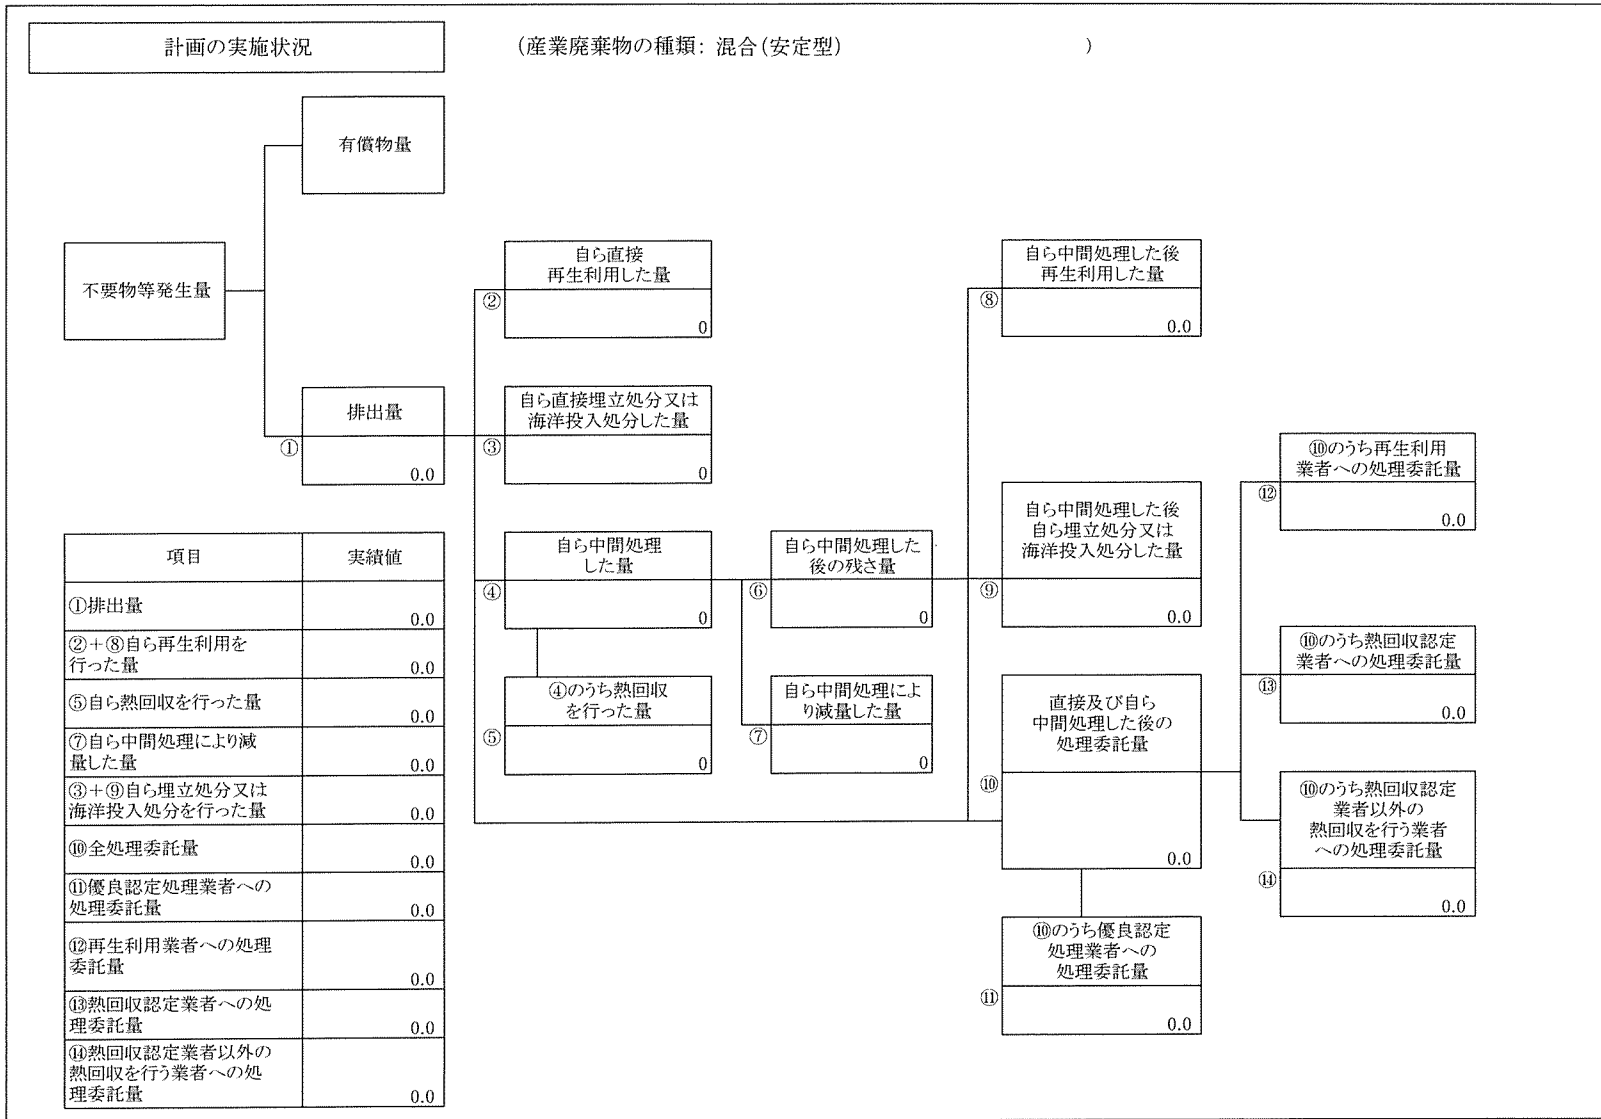 計画の実施状況
(産業廃棄物の種類: 混合(安定型) )
有償物量
不要物等発生量
排出量
①
0.0
自ら直接
再生利用した量
②
0
自ら直接埋立処分又は
海洋投入処分した量
③
0
自ら中間処理
した量
④
0
④のうち熱回収
を行った量
⑤
0
自ら中間処理した
後の残さ量
⑥
0
自ら中間処理によ
り減量した量
⑦
0
自ら中間処理した後
再生利用した量
⑧
0.0
自ら中間処理した後
自ら埋立処分又は
海洋投入処分した量
⑨
0.0
直接及び自ら
中間処理した後の
処理委託量
⑩
0.0
⑩のうち優良認定
処理業者への
処理委託量
⑪
0.0
⑩のうち再生利用
業者への処理委託量
⑫
0.0
⑩のうち熱回収認定
業者への処理委託量
⑬
0.0
⑩のうち熱回収認定
業者以外の
熱回収を行う業者
への処理委託量
⑭
0.0
項目 実績値
①排出量
0.0
②+⑧自ら再生利用を
行った量 0.0
⑤自ら熱回収を行った量
0.0
⑦自ら中間処理により減
量した量 0.0
③+⑨自ら埋立処分又は
海洋投入処分を行った量 0.0
⑩全処理委託量
0.0
⑪優良認定処理業者への
処理委託量 0.0
⑫再生利用業者への処理
委託量
0.0
⑬熱回収認定業者への処
理委託量 0.0
⑭熱回収認定業者以外の
熱回収を行う業者への処
理委託量 0.0